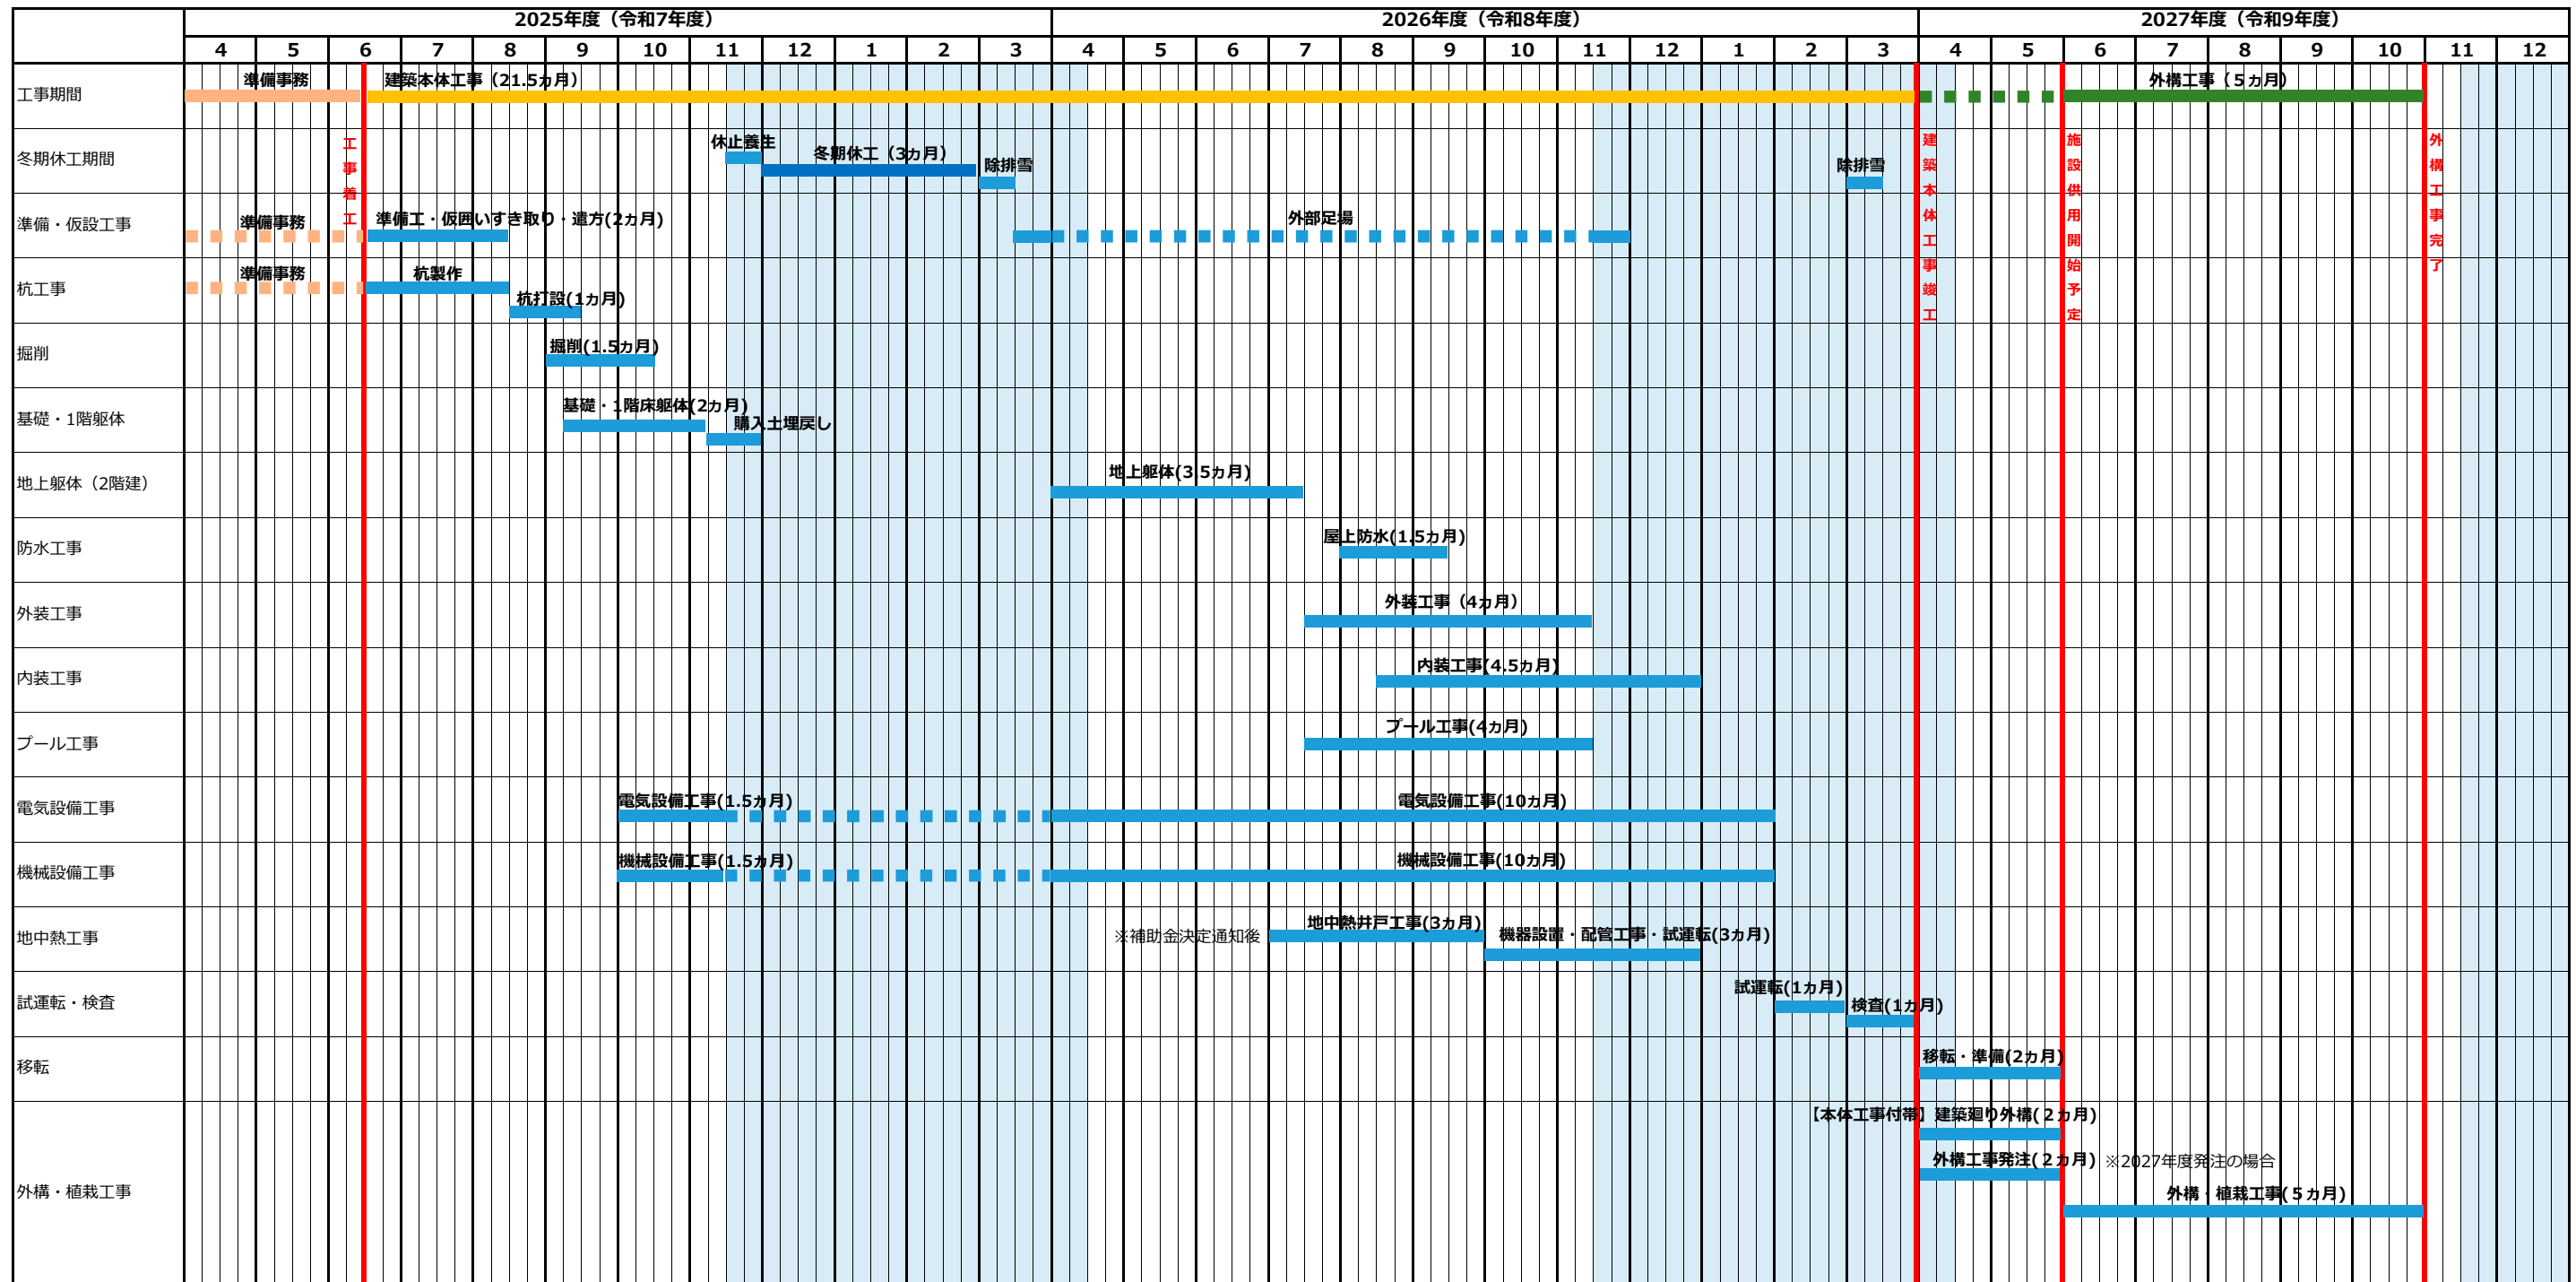 2025年度（令和7年度） 2026年度（令和8年度） 2027年度（令和9年度）
4 5 6 7 8 9 10 11 12 1 2 3 4 5 6 7 8 9 10 11 12 1 2 3 4 5 6 7 8 9 10 11 12
工事期間 準備事務 建築本体工事（21.5ヵ月） 外構工事（５ヵ月）
工事着工
建築本体工事竣工
施設供用開始予定
外構工事完了
冬期休工期間 休止養生 冬期休工（3ヵ月） 除排雪 除排雪
準備・仮設工事 準備事務 準備工・仮囲いすき取り・遣方(2ヵ月) 外部足場
杭工事 準備事務 杭製作
杭打設(1ヵ月)
掘削 掘削(1.5ヵ月)
基礎・1階躯体 基礎・1階床躯体(2ヵ月)
購入土埋戻し
地上躯体（2階建） 地上躯体(3.5ヵ月)
防水工事 屋上防水(1.5ヵ月)
外装工事 外装工事（4ヵ月）
内装工事 内装工事(4.5ヵ月)
プール工事 プール工事(4ヵ月)
電気設備工事 電気設備工事(1.5ヵ月) 電気設備工事(10ヵ月)
機械設備工事 機械設備工事(1.5ヵ月) 機械設備工事(10ヵ月)
地中熱工事 ※補助金決定通知後 地中熱井戸工事(3ヵ月) 機器設置・配管工事・試運転(3ヵ月)
試運転・検査 試運転(1ヵ月)
検査(1ヵ月)
移転 移転・準備(2ヵ月)
外構・植栽工事 【本体工事付帯】建築廻り外構(２ヵ月)
外構工事発注(２ヵ月) ※2027年度発注の場合
外構・植栽工事(５ヵ月)